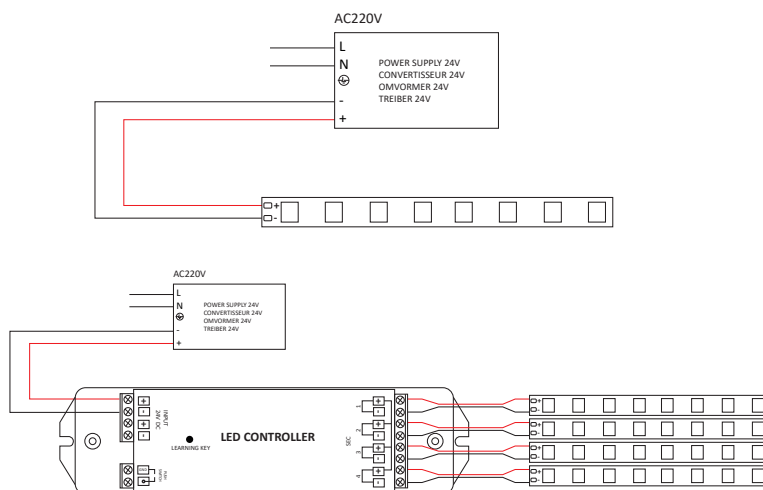 AC220V
L
N
POWER SUPPLY 24V
CONVERTISSEUR 24V
OMVORMER 24V
TREIBER 24V
-
+
+
-
AC220V
L
N
POWER SUPPLY 24V
CONVERTISSEUR 24V
OMVORMER 24V
TREIBER 24V
-
+
+
-
+
-
INPUT
24V DC
LEARNING KEY
LED CONTROLLER
SEC
1
+
-
2
+
-
3
+
-
4
+
-
+
-
+
-
+
-
+
-